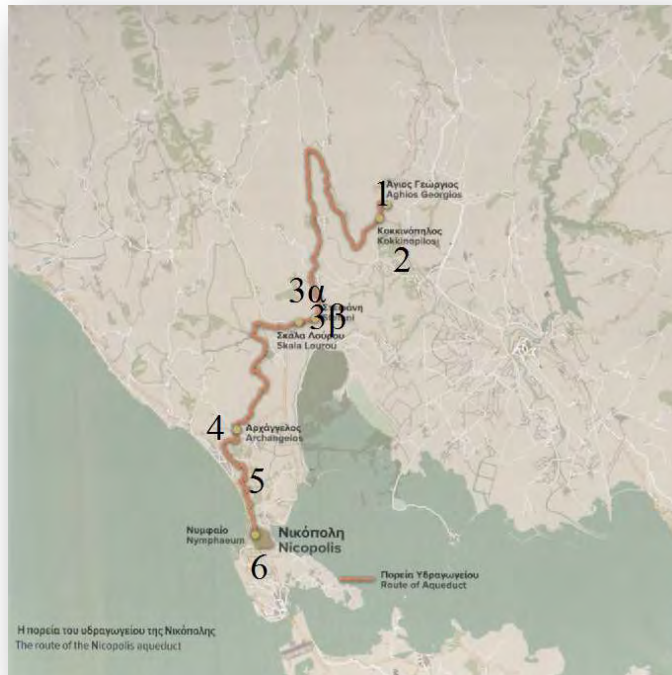 1
Άγιος Γεώργιος
Aghios Georgios
Κοκκινόπηλος
Kokkinopilos
2
3α
3β
Σκάλα Λούρου
Skala Lourou
4
Αρχάγγελος
Archangelos
5
Νυμφαίο
Nymphaeum
Νικόπολη
Nicopolis
6
Πορεία Υδραγωγείου
Route of Aqueduct
Η πορεία του υδραγωγείου της Νικόπολης
The route of the Nicopolis aqueduct